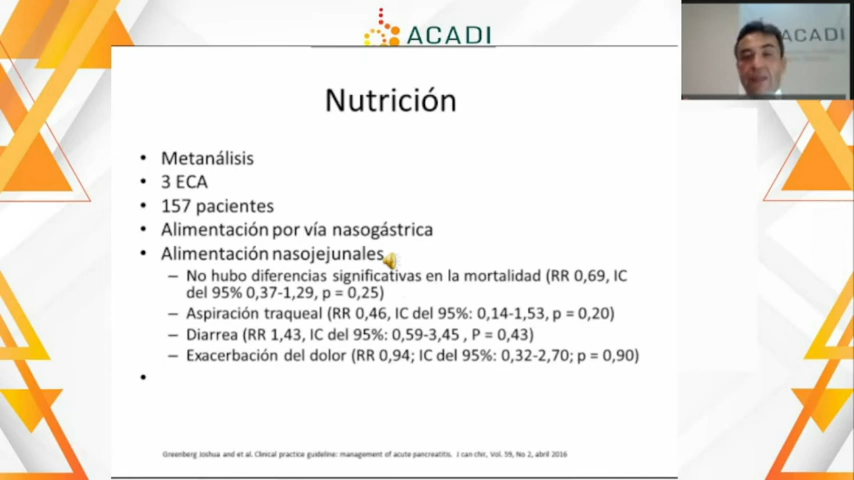 ACADI
ACADI
Nutrición
• Metanálisis
• 3 ECA
• 157 pacientes
• Alimentación por vía nasogástrica
• Alimentación nasojejunales
– No hubo diferencias significativas en la mortalidad (RR 0,69, IC
del 95% 0,37-1,29, p = 0,25)
– Aspiración traqueal (RR 0,46, IC del 95%: 0,14-1,53, p = 0,20)
– Diarrea (RR 1,43, IC del 95%: 0,59-3,45 , P = 0,43)
– Exacerbación del dolor (RR 0,94; IC del 95%: 0,32-2,70; p = 0,90)
•
Greenberg Joshua and et al. Clinical practice guideline: management of acute pancreatitis. J can chir, Vol. 59, No 2, abril 2016